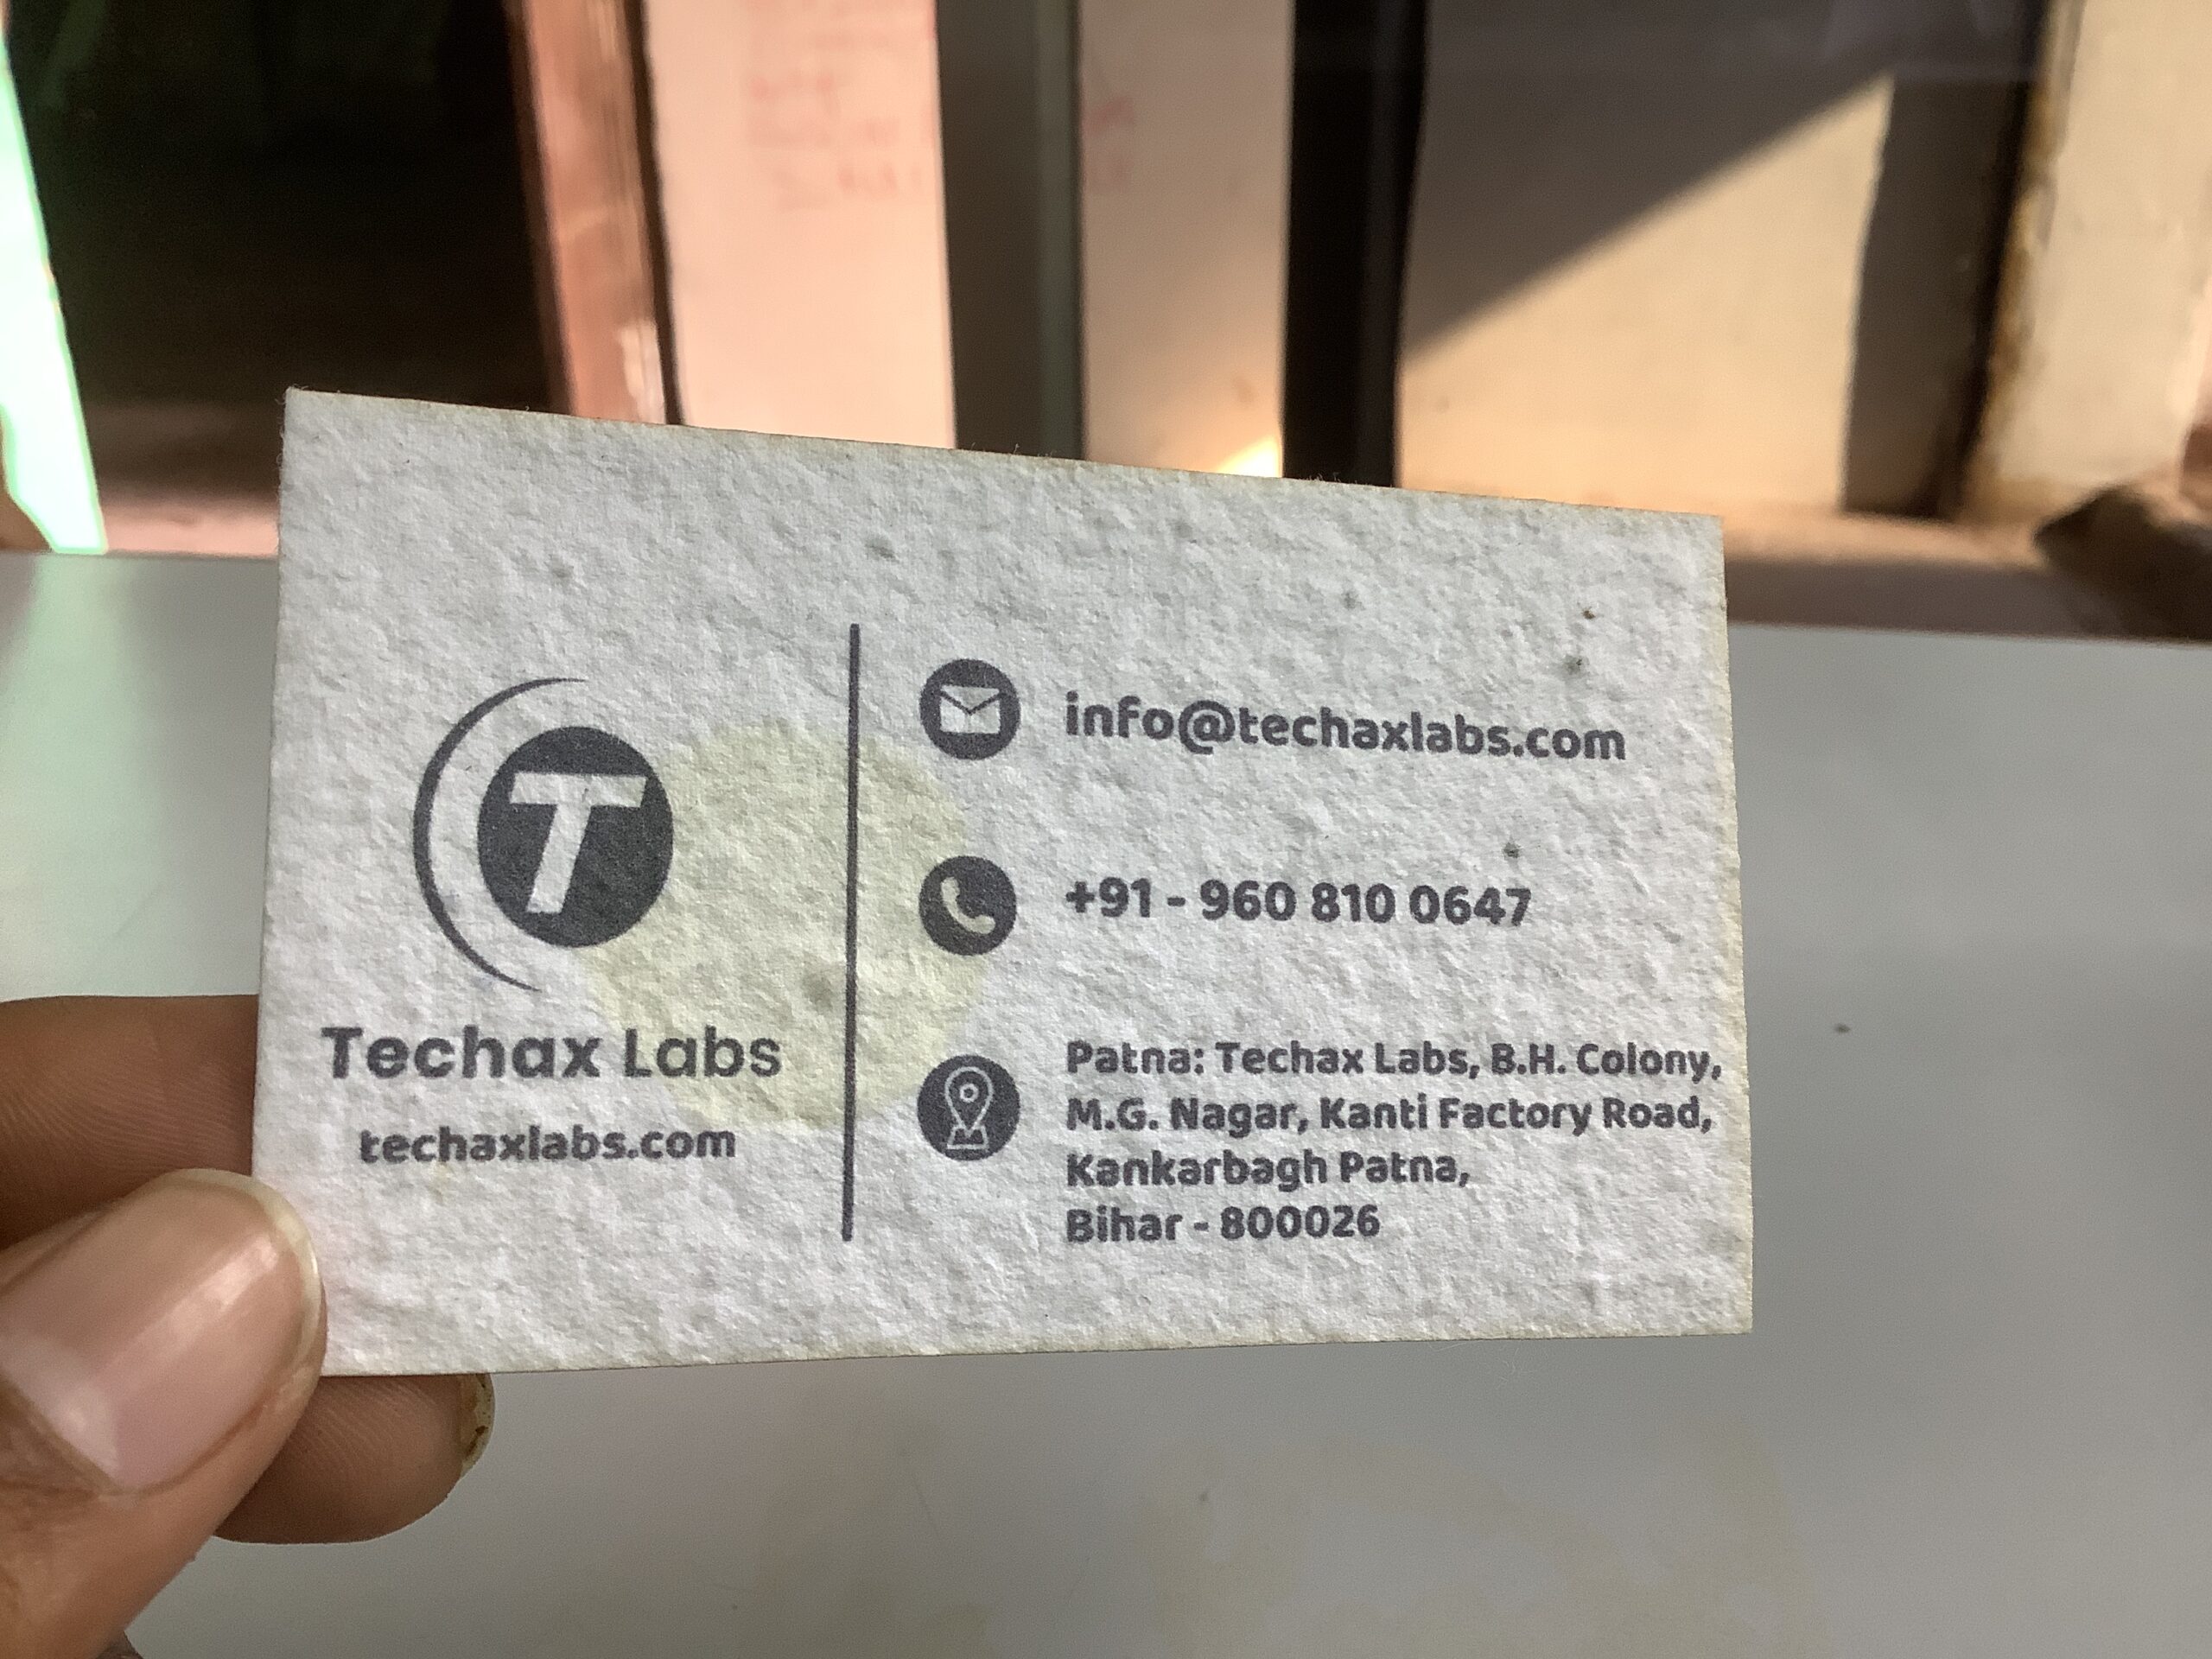 T
Techax Labs
techaxlabs.com
info@techaxlabs.com
+91 - 960 810 0647
Patna: Techax Labs, B.H. Colony,
M.G. Nagar, Kanti Factory Road,
Kankarbagh Patna,
Bihar - 800026